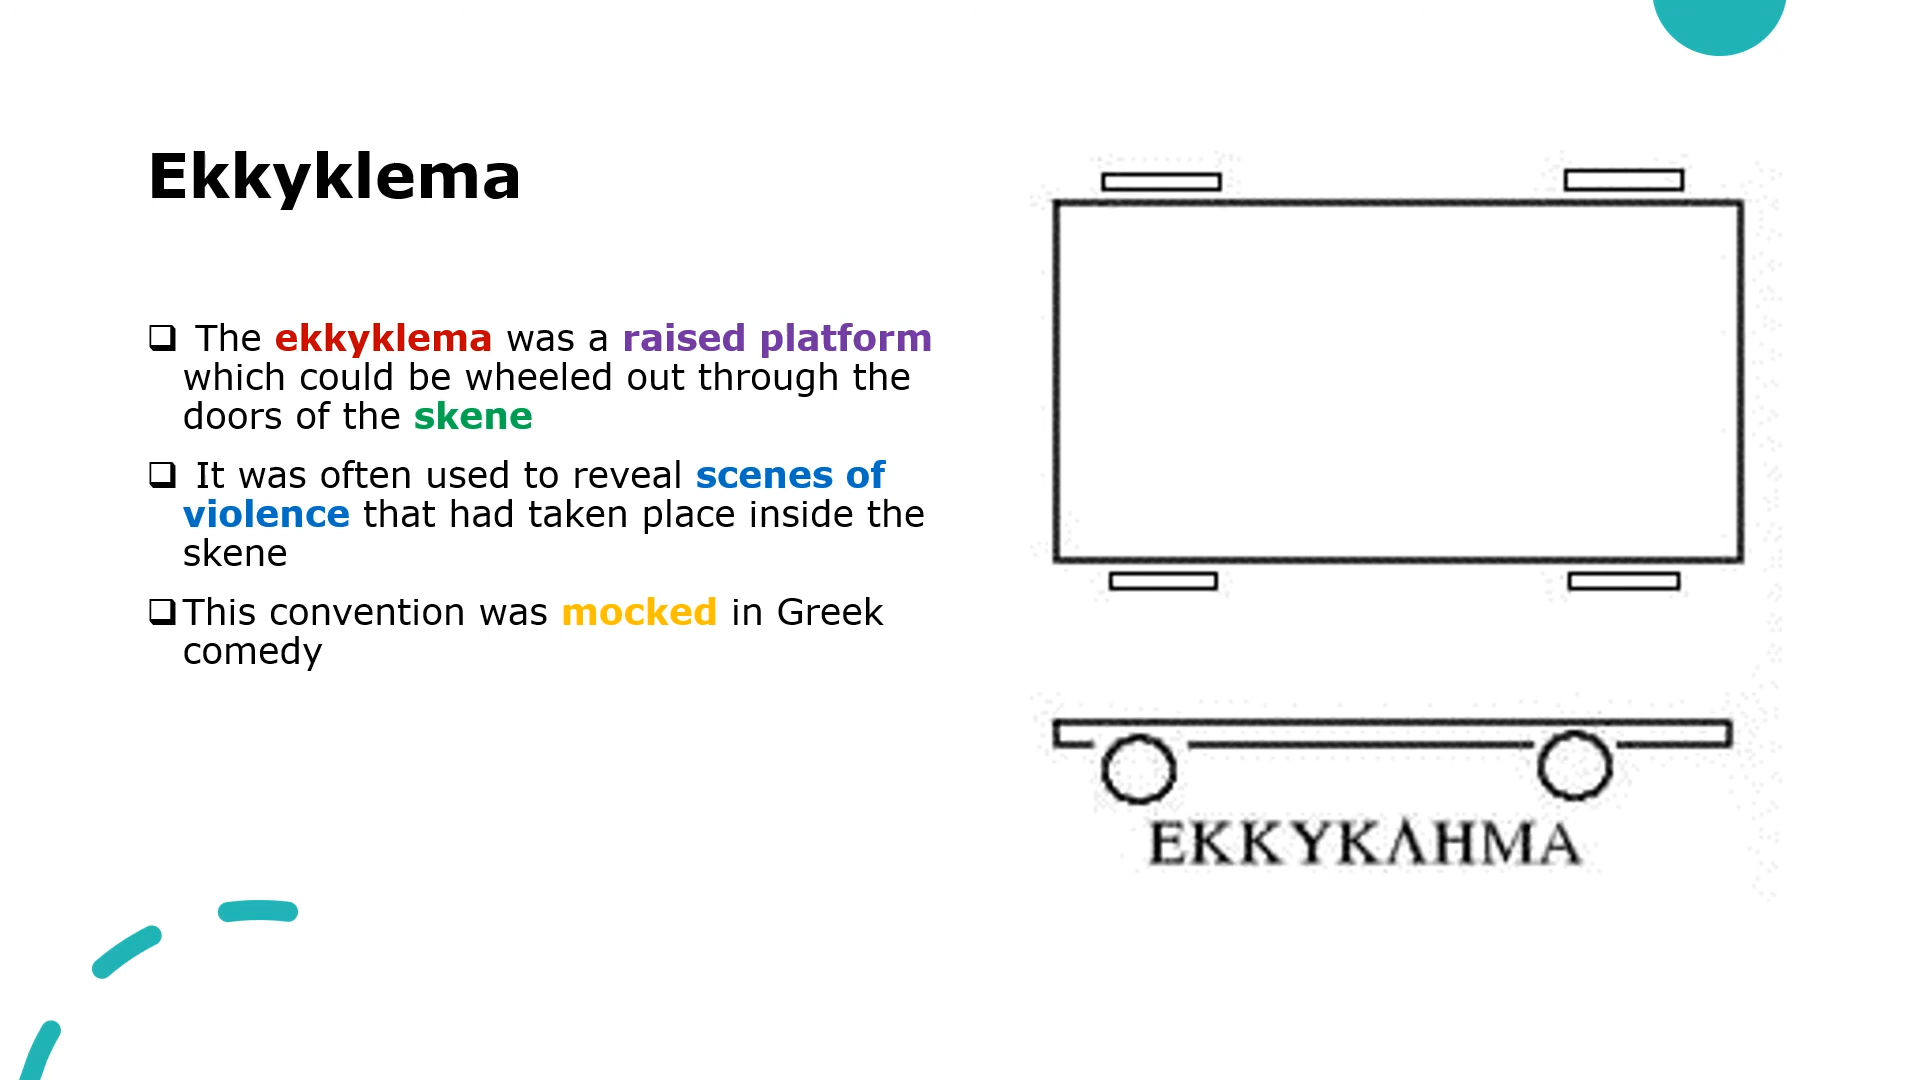 Ekkyklema
❑ The ekkyklema was a raised platform
which could be wheeled out through the
doors of the skene
❑ It was often used to reveal scenes of
violence that had taken place inside the
skene
❑ This convention was mocked in Greek
comedy
ΕΚΚΥΚΛΗΜΑ